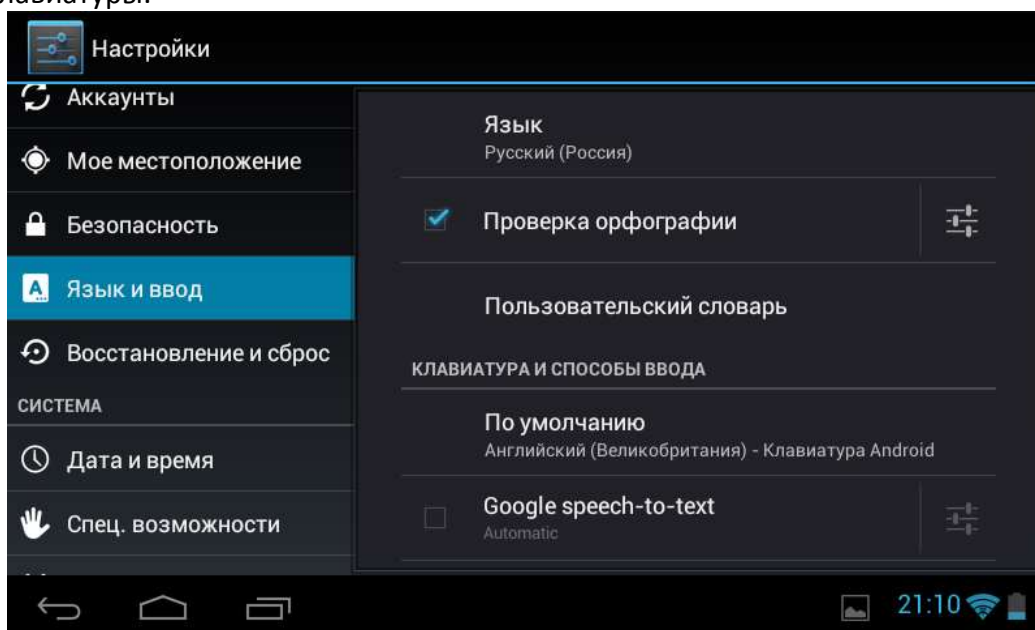 Настройки
Аккаунты
Мое местоположение
Безопасность
Язык и ввод
Восстановление и сброс
СИСТЕМА
Дата и время
Спец. возможности
Язык
Русский (Россия)
Проверка орфографии
Пользовательский словарь
КЛАВИАТУРА И СПОСОБЫ ВВОДА
По умолчанию
Английский (Великобритания) - Клавиатура Android
Google speech-to-text
Automatic
21:10